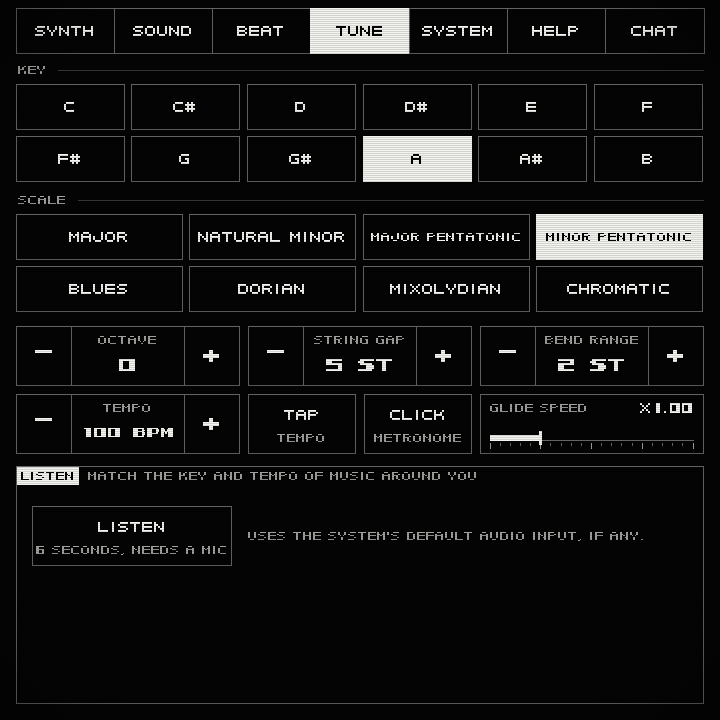 SYNTH SOUND BEAT TUNE SYSTEM HELP CHAT
KEY
C C# D D# E F
F# G G# A A# B
SCALE
MAJOR NATURAL MINOR MAJOR PENTATONIC MINOR PENTATONIC
BLUES DORIAN MIXOLYDIAN CHROMATIC
OCTAVE STRING GAP BEND RANGE
- 0 + - 5 ST + - 2 ST +
TEMPO TAP CLICK GLIDE SPEED X1.00
- 100 BPM + TEMPO METRONOME
LISTEN MATCH THE KEY AND TEMPO OF MUSIC AROUND YOU
LISTEN
6 SECONDS, NEEDS A MIC
USES THE SYSTEM'S DEFAULT AUDIO INPUT, IF ANY.